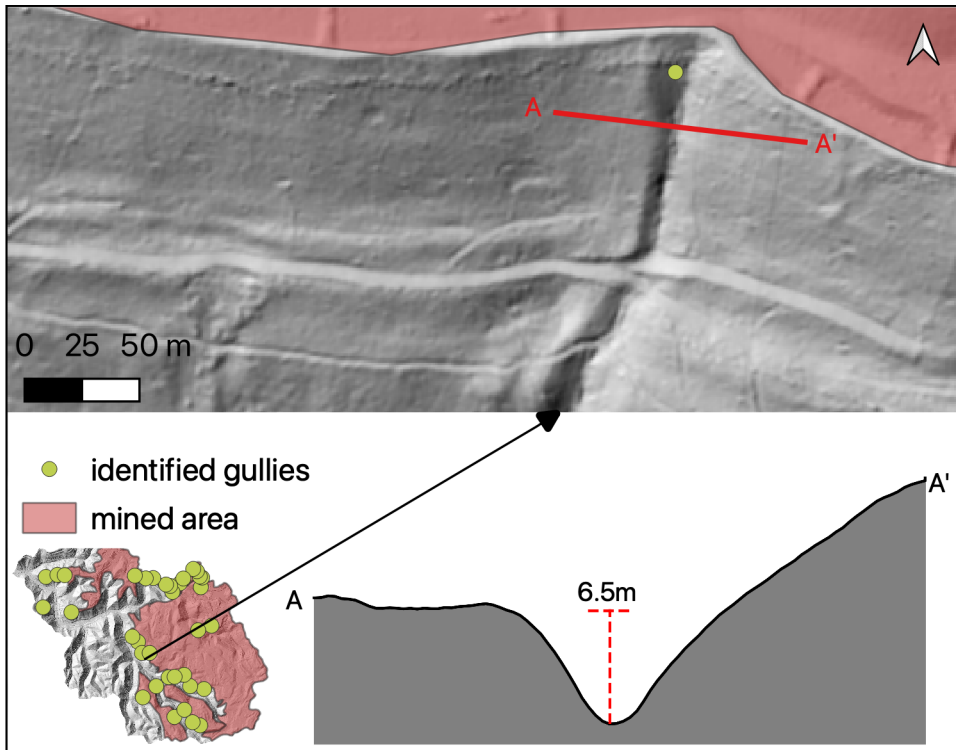 A
A'
0 25 50 m
identified gullies
mined area
A'
6.5m
A